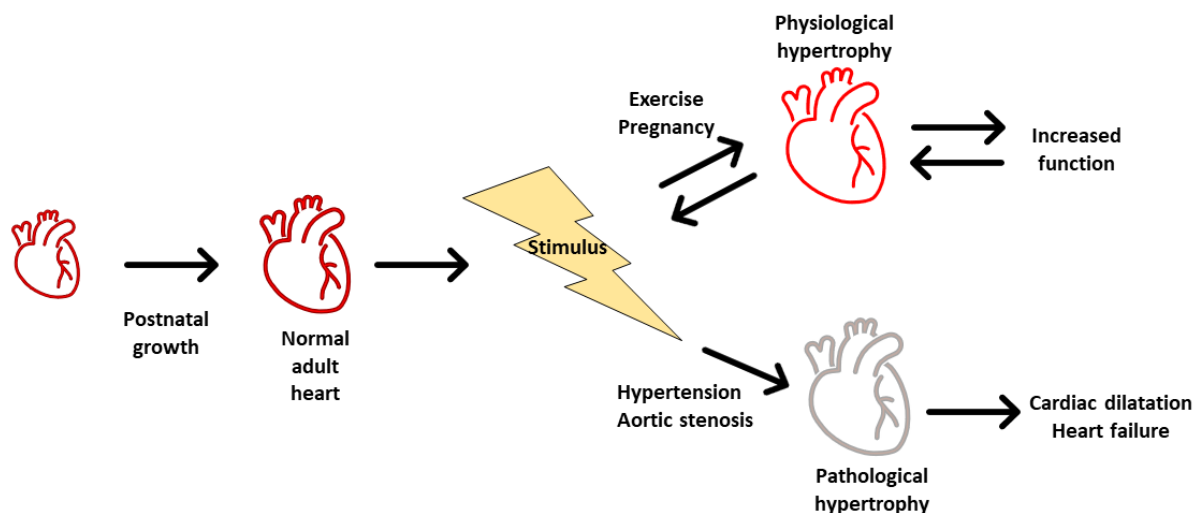 Postnatal
growth
Normal
adult
heart
Stimulus
Exercise
Pregnancy
Physiological
hypertrophy
Increased
function
Hypertension
Aortic stenosis
Pathological
hypertrophy
Cardiac dilatation
Heart failure